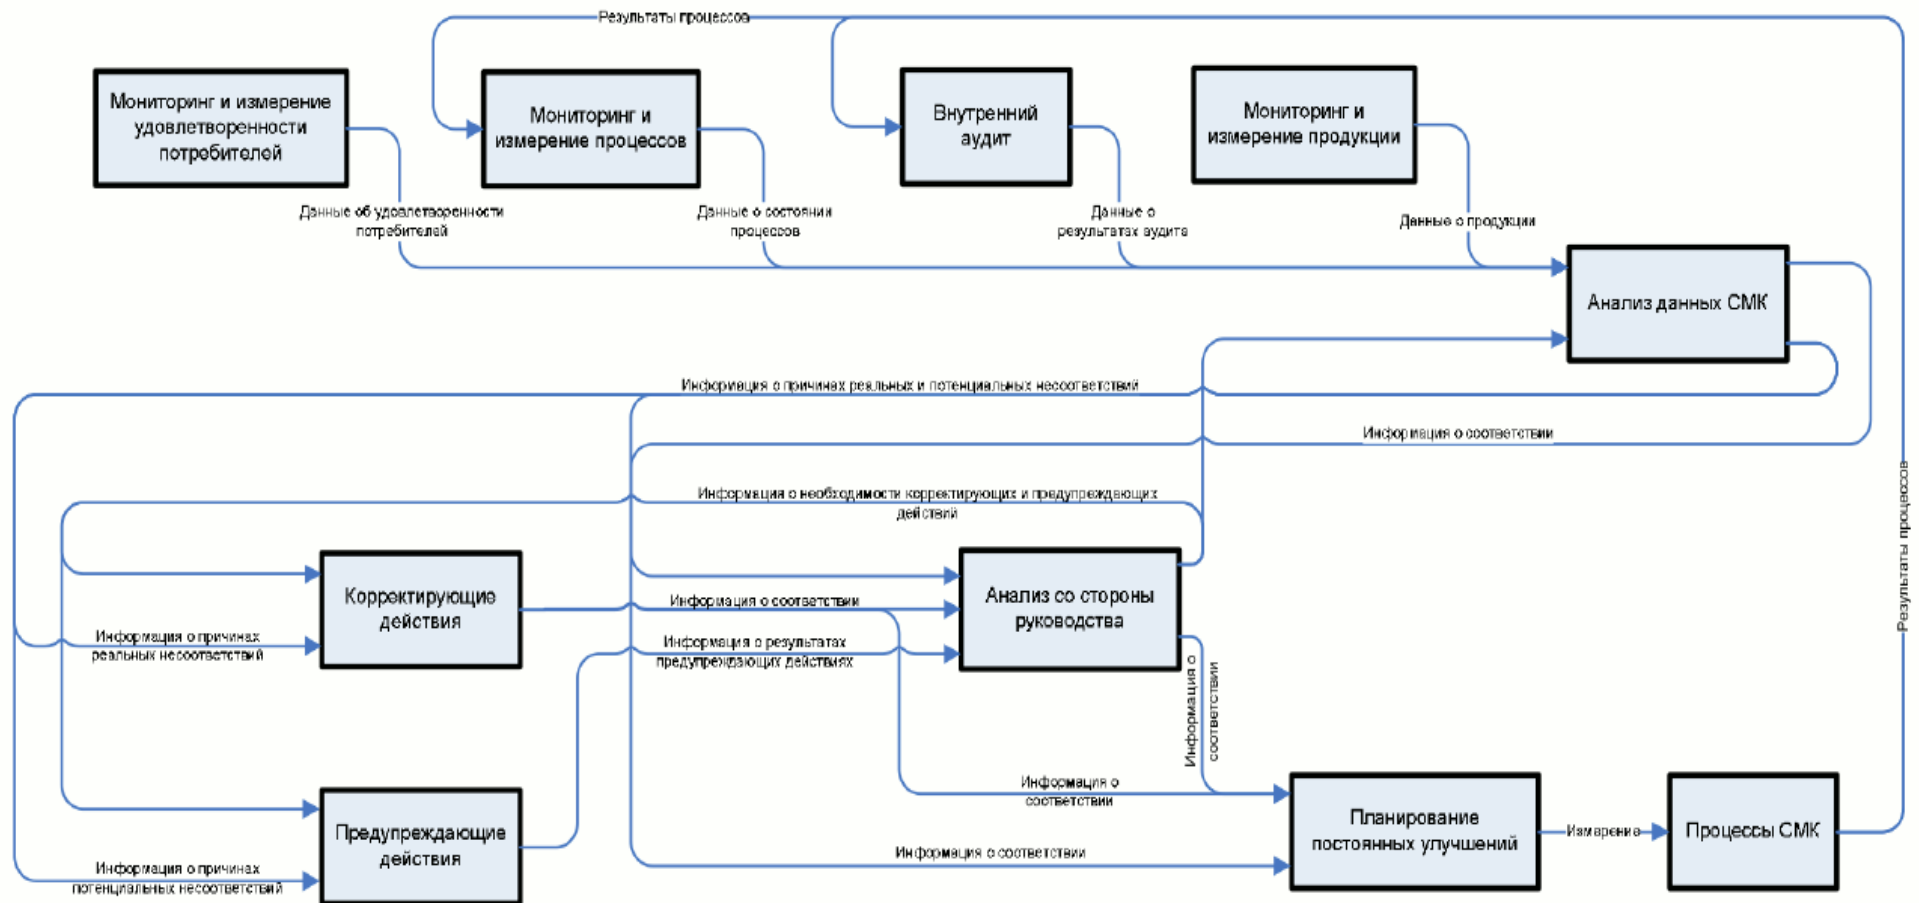 Результаты процессов
Мониторинг и измерение
удовлетворенности
потребителей
Мониторинг и
измерение процессов
Внутренний
аудит
Мониторинг и
измерение продукции
Данные об удовлетворенности
потребителей
Данные о состоянии
процессов
Данные о
результатах аудита
Данные о продукции
Анализ данных СМК
Информация о причинах реальных и потенциальных несоответствий
Информация о соответствии
Информация о необходимости корректирующих и предупреждающих
действий
Результаты процессов
Корректирующие
действия
Информация о соответствии
Анализ со стороны
руководства
Информация о причинах
реальных несоответствий
Информация о результатах
предупреждающих действиях
Информация о
соответствии
Информация о
соответствии
Предупреждающие
действия
Планирование
постоянных улучшений
Измерение
Процессы СМК
Информация о соответствии
Информация о причинах
потенциальных несоответствий